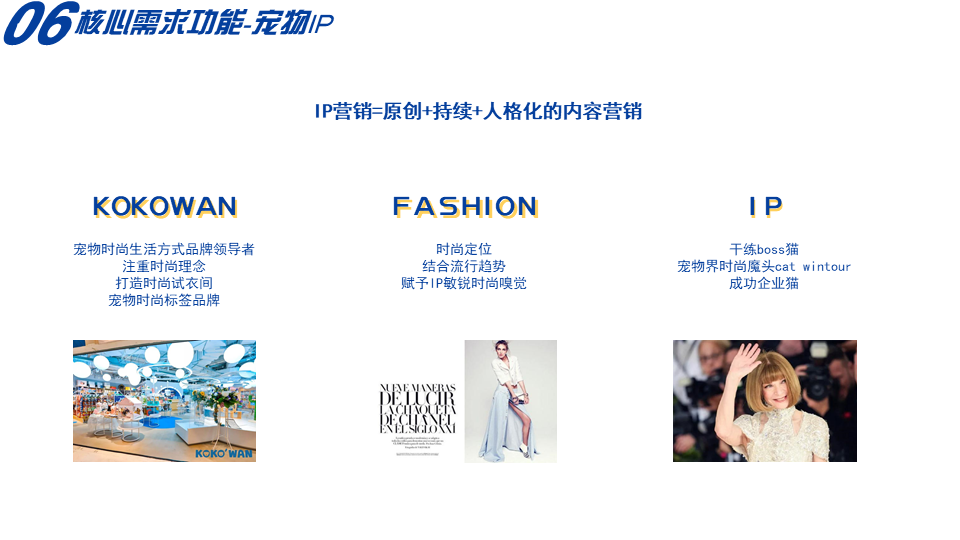 06核心需求功能-宠物IP
IP营销=原创+持续+人格化的内容营销
KOKOWAN
宠物时尚生活方式品牌领导者
注重时尚理念
打造时尚试衣间
宠物时尚标签品牌
FASHION
时尚定位
结合流行趋势
赋予IP敏锐时尚嗅觉
IP
干练boss猫
宠物界时尚魔头cat wintour
成功企业猫
KOKO'WAN
NUEVE MANERAS
DE LUCIR
LA CHAQUETA
DE CHANEL
EN EL SIGLO XXI